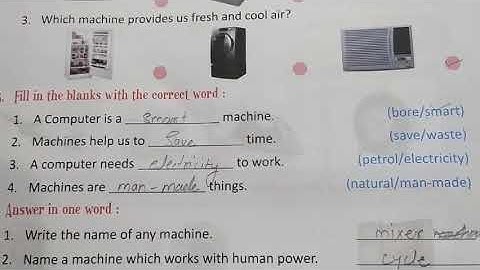 3. Which machine provides us fresh and cool air?
Fill in the blanks with the correct word :
1. A Computer is a smart machine. (bore/smart)
2. Machines help us to Save time. (save/waste)
3. A computer needs electricity to work. (petrol/electricity)
4. Machines are man-made things. (natural/man-made)
Answer in one word :
1. Write the name of any machine. mixer
2. Name a machine which works with human power. cycle